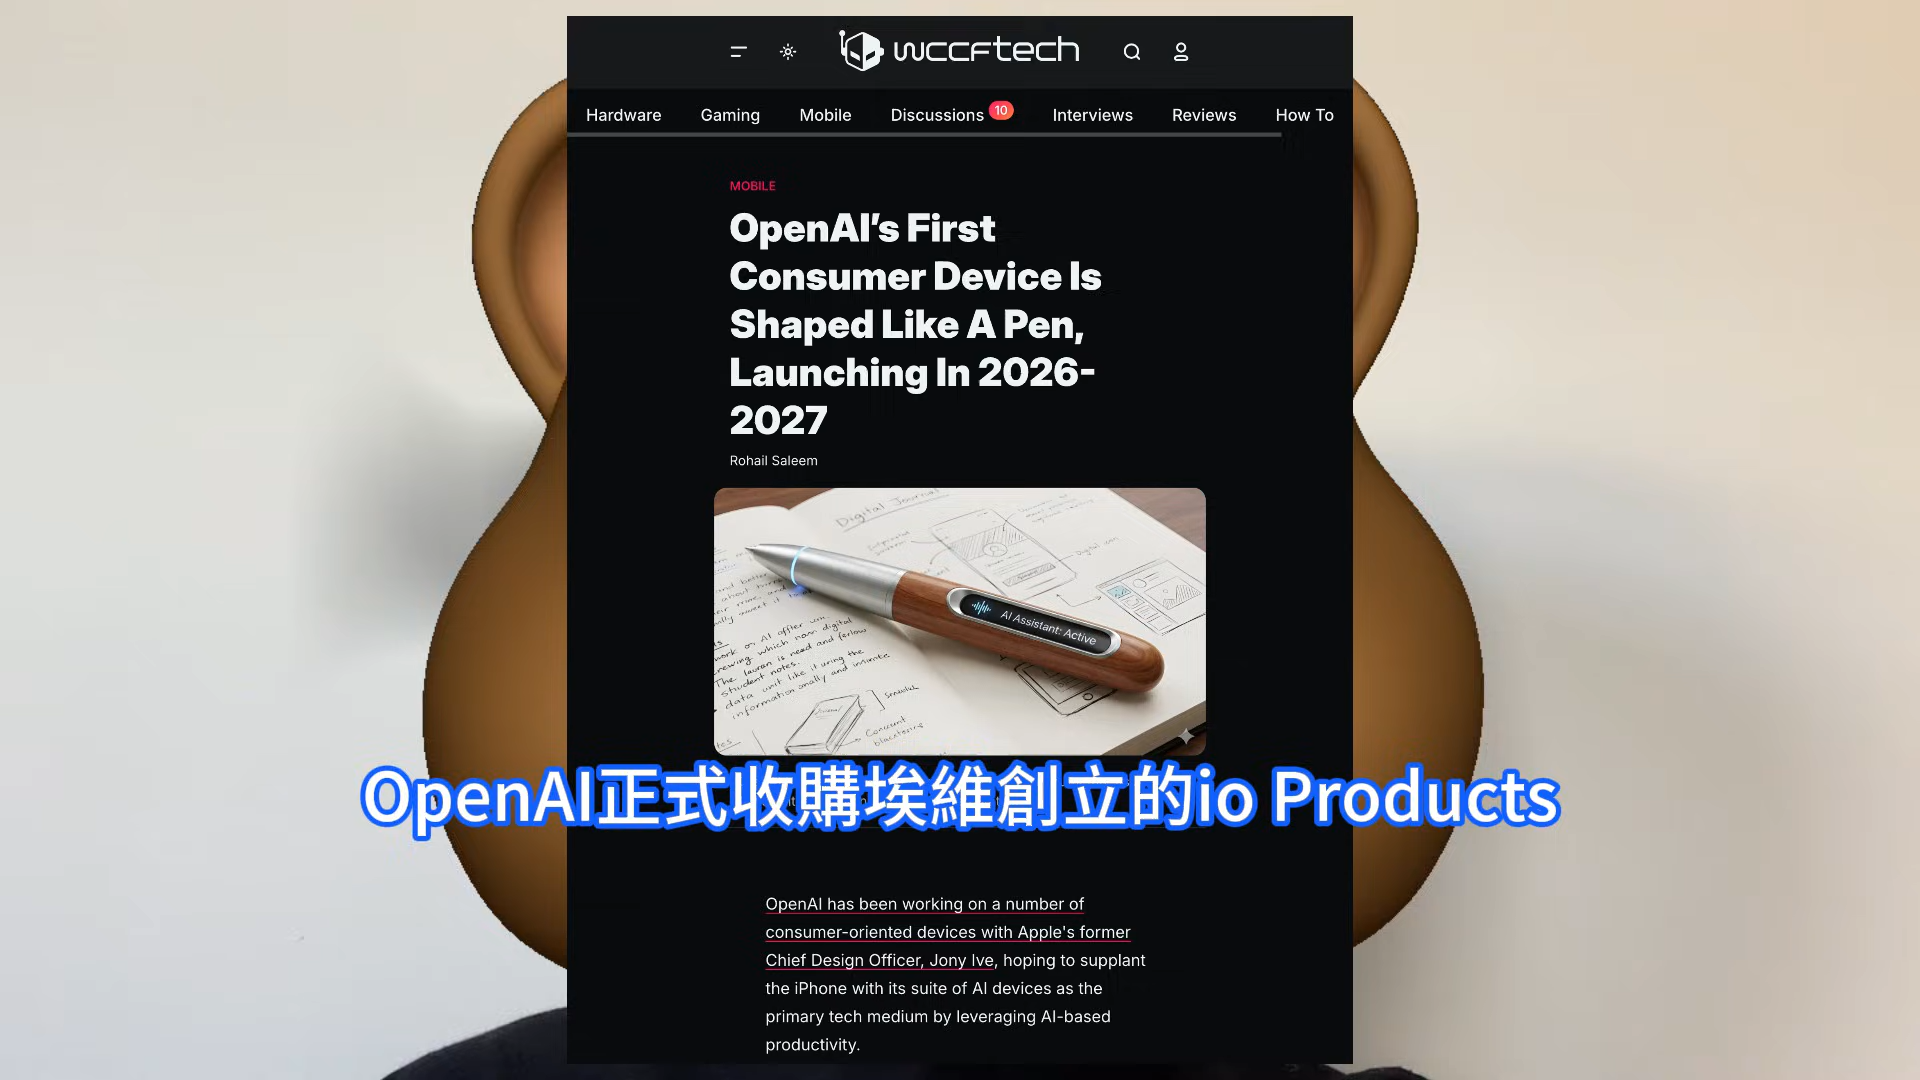 wccftech
Hardware Gaming Mobile Discussions 10 Interviews Reviews How To
MOBILE
OpenAI’s First
Consumer Device Is
Shaped Like A Pen,
Launching In 2026-
2027
Rohail Saleem
Digital Journal
AI Assistant: Active
OpenAI正式收購埃維創立的io Products
OpenAI has been working on a number of
consumer-oriented devices with Apple's former
Chief Design Officer, Jony Ive, hoping to supplant
the iPhone with its suite of AI devices as the
primary tech medium by leveraging AI-based
productivity.